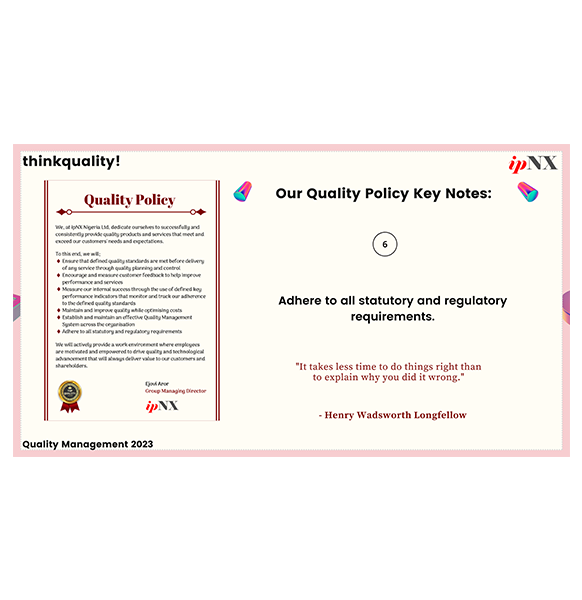 thinkquality!
ipNX
Quality Policy
We, at ipNX Nigeria Ltd, dedicate ourselves to successfully and
consistently provide quality products and services that meet and
exceed our customers' needs and expectations.
To this end, we will;
Ensure that defined quality standards are met before delivery
of any service through quality planning and control
Encourage and measure customer feedback to help improve
performance and services
Measure our internal success through the use of defined key
performance indicators that monitor and track our adherence
to the defined quality standards
Maintain and improve quality while optimising costs
Establish and maintain an effective Quality Management
System across the organisation
Adhere to all statutory and regulatory requirements
We will actively provide a work environment where employees
are motivated and empowered to drive quality and technological
advancement that will always deliver value to our customers and
shareholders.
Ejovi Aror
Group Managing Director
ipNX
Our Quality Policy Key Notes:
6
Adhere to all statutory and regulatory
requirements.
"It takes less time to do things right than
to explain why you did it wrong."
- Henry Wadsworth Longfellow
Quality Management 2023